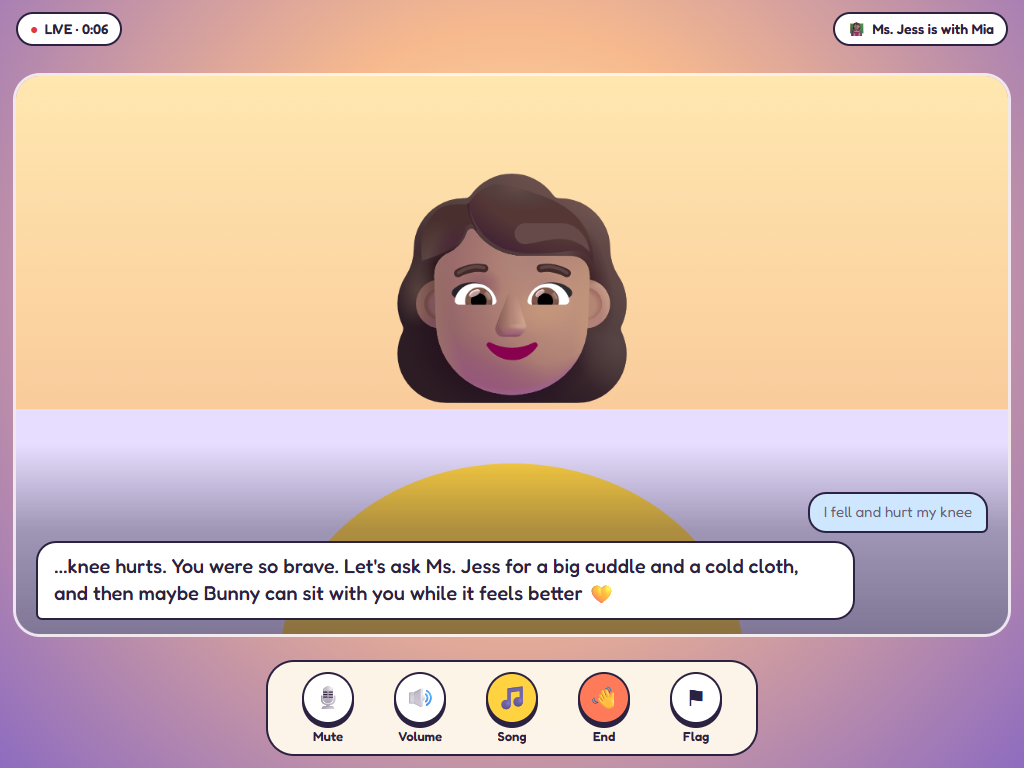 LIVE · 0:06
Ms. Jess is with Mia
I fell and hurt my knee
...knee hurts. You were so brave. Let's ask Ms. Jess for a big cuddle and a cold cloth,
and then maybe Bunny can sit with you while it feels better 🧡
Mute
Volume
Song
End
Flag